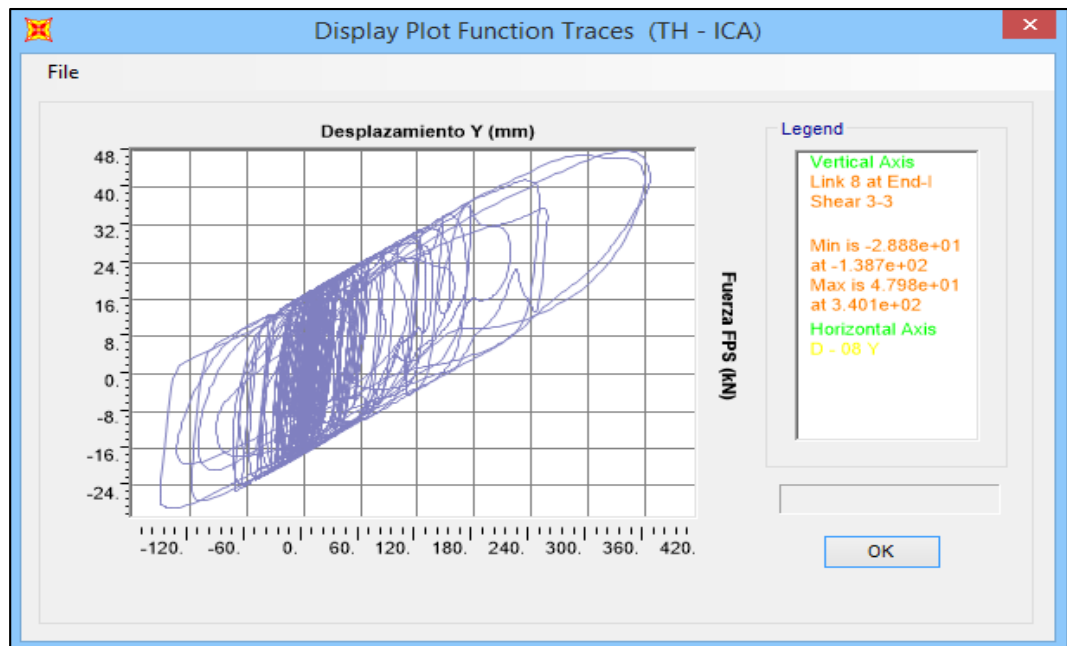 Display Plot Function Traces (TH - ICA)
File
Desplazamiento Y (mm)
48.
40.
32.
24.
16.
8.
0.
-8.
-16.
-24.
-120. -60. 0. 60. 120. 180. 240. 300. 360. 420.
Fuerza FPS (kN)
Legend
Vertical Axis
Link 8 at End-I
Shear 3-3
Min is -2.888e+01
at -1.387e+02
Max is 4.798e+01
at 3.401e+02
Horizontal Axis
D - 08 Y
OK